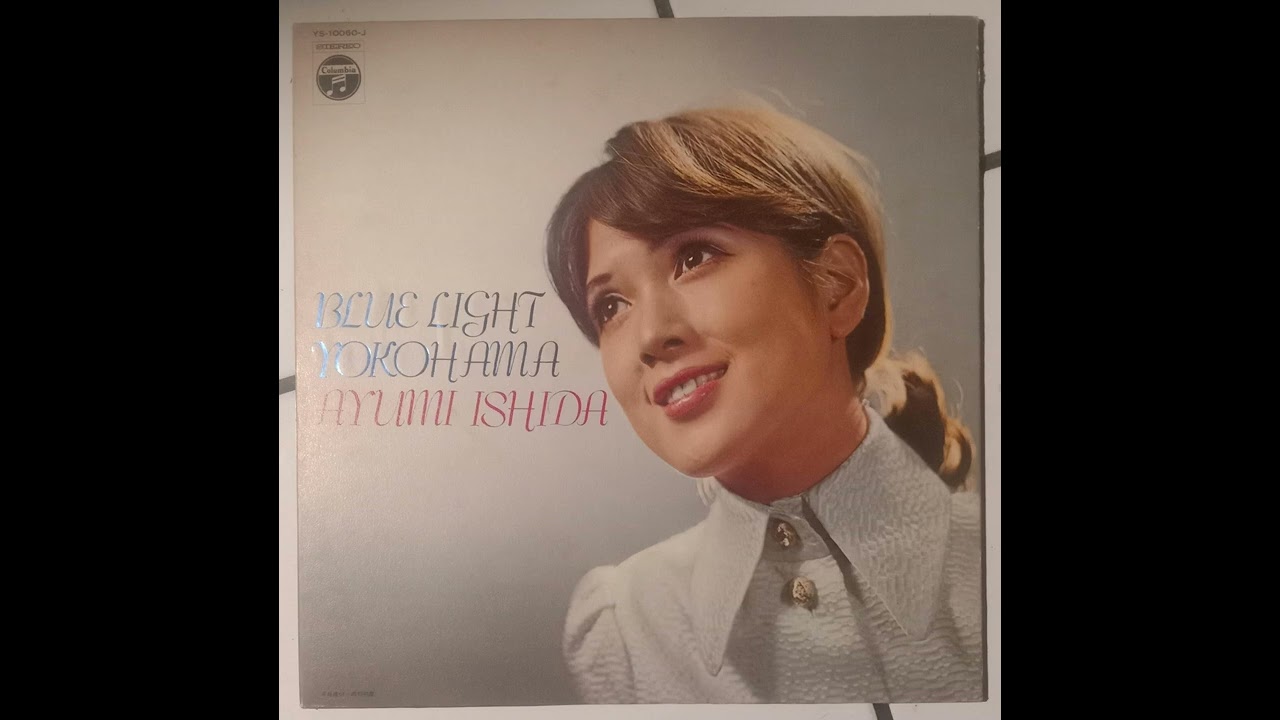 YS-10060-J
STEREO
Columbia
BLUE LIGHT
YOKOHAMA
AYUMI ISHIDA